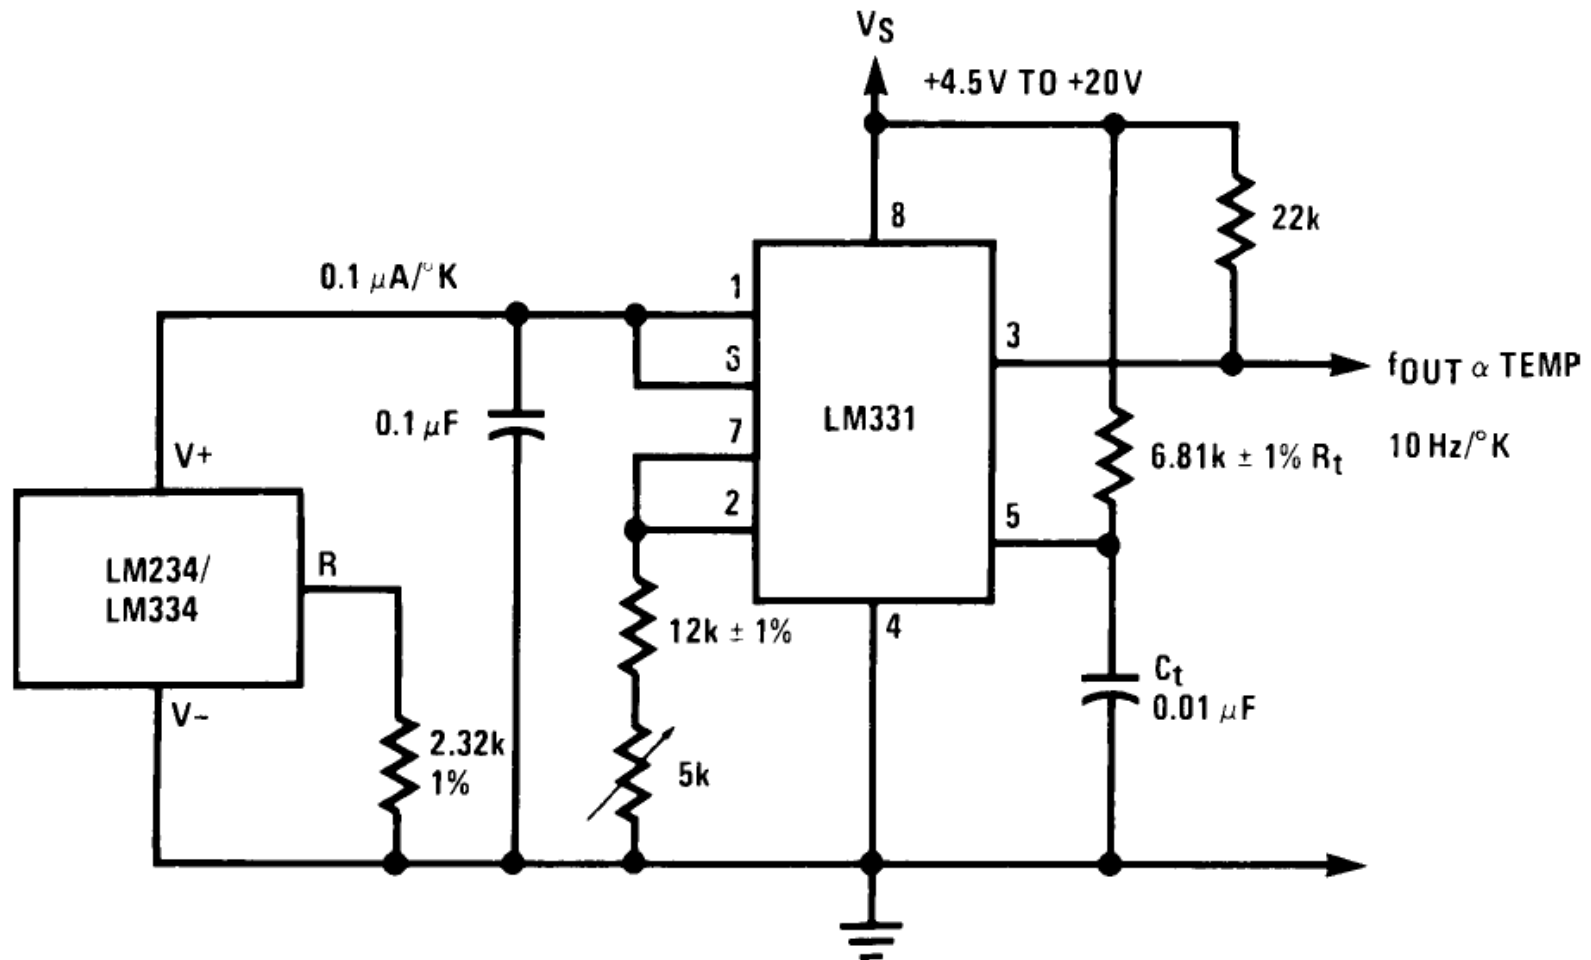 VS
+4.5V TO +20V
8
22k
0.1 μA/°K
1
6
7
2
3
5
4
LM331
fOUT α TEMP
10 Hz/°K
0.1 μF
6.81k ± 1% Rt
V+
LM234/
LM334
R
V–
12k ± 1%
2.32k
1%
5k
Ct
0.01 μF